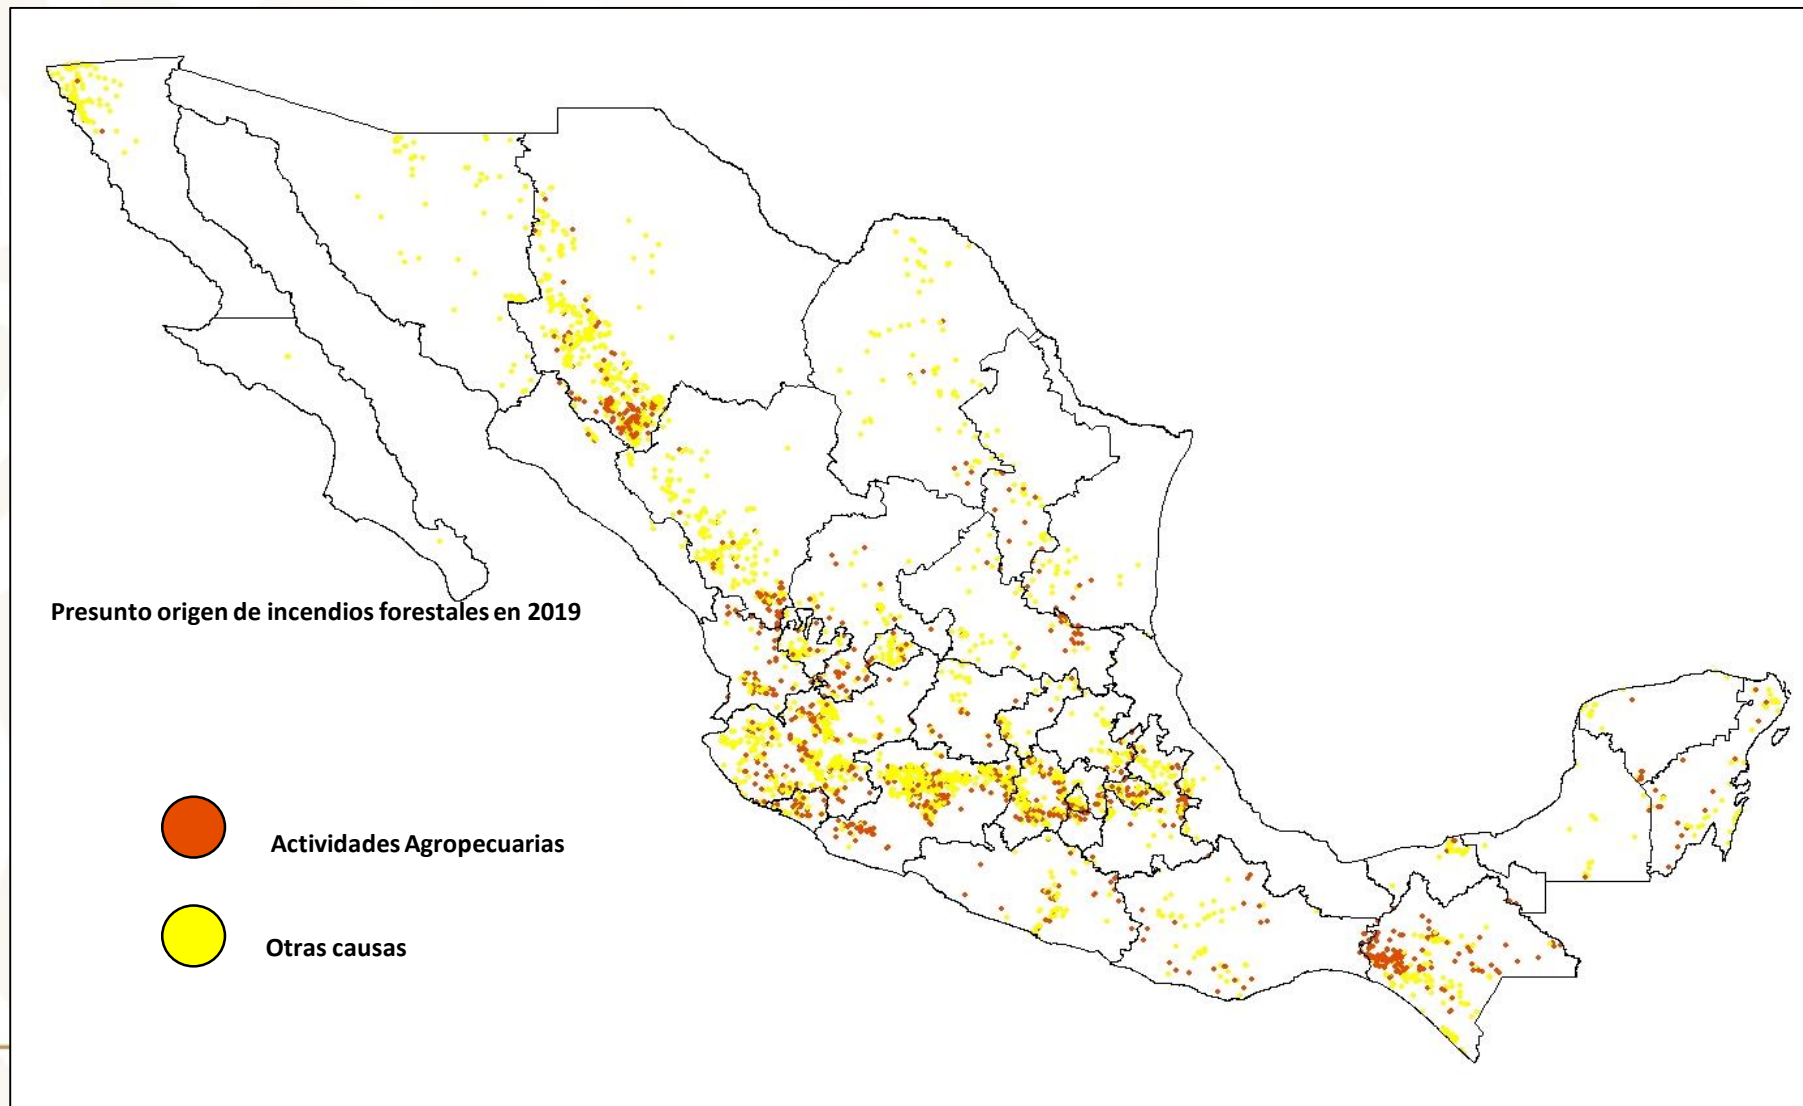 Presunto origen de incendios forestales en 2019
Actividades Agropecuarias
Otras causas